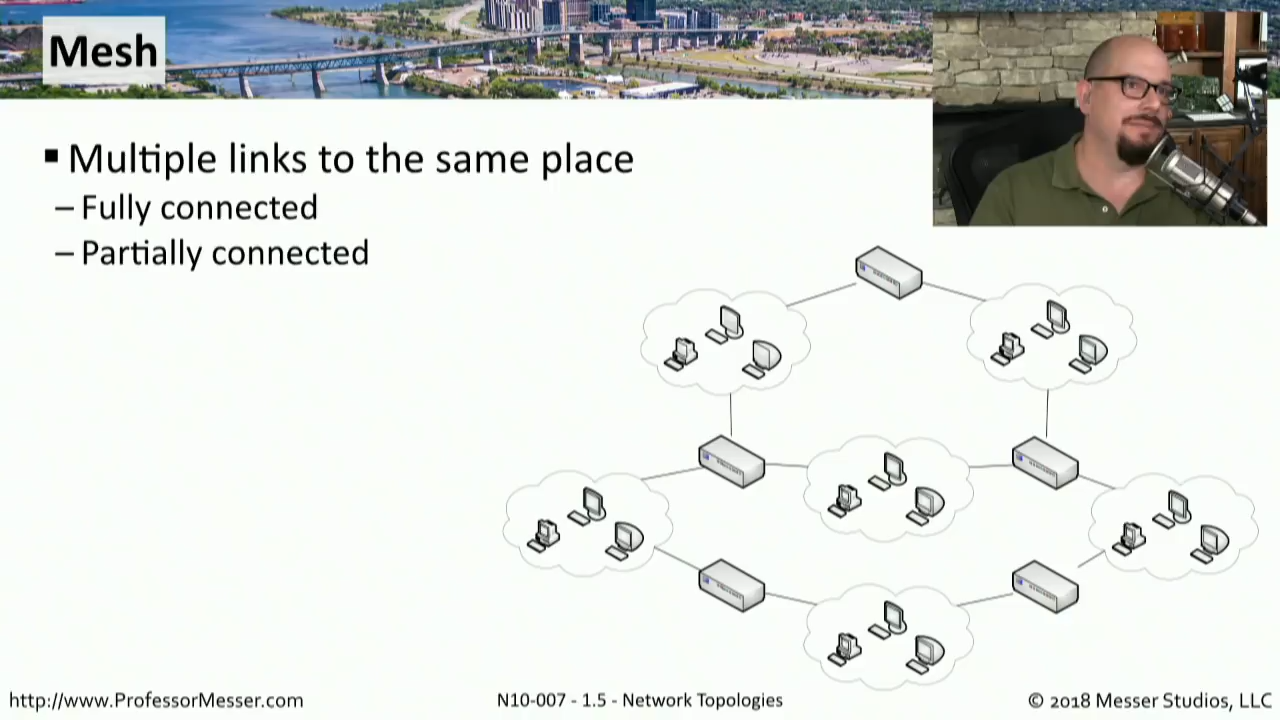 Mesh
▪ Multiple links to the same place
– Fully connected
– Partially connected
http://www.ProfessorMesser.com
N10-007 - 1.5 - Network Topologies
© 2018 Messer Studios, LLC